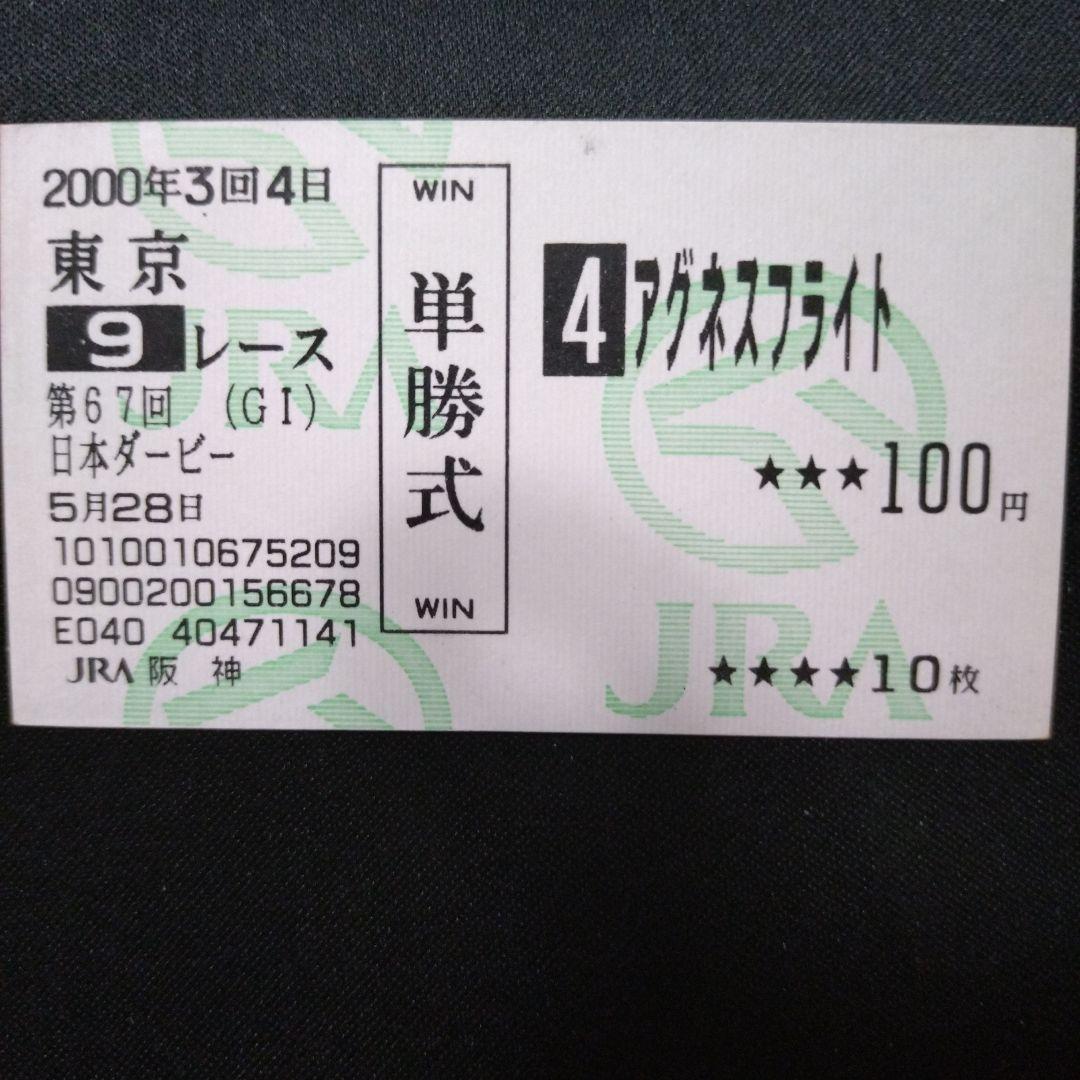 2000年3回4日
東京
9レース
第67回 (GI)
日本ダービー
5月28日
1010010675209
0900200156678
E040 40471141
JRA 阪神
WIN
単勝式
WIN
4 アグネスフライト
★★★100円
★★★★10枚
JRA
JRA